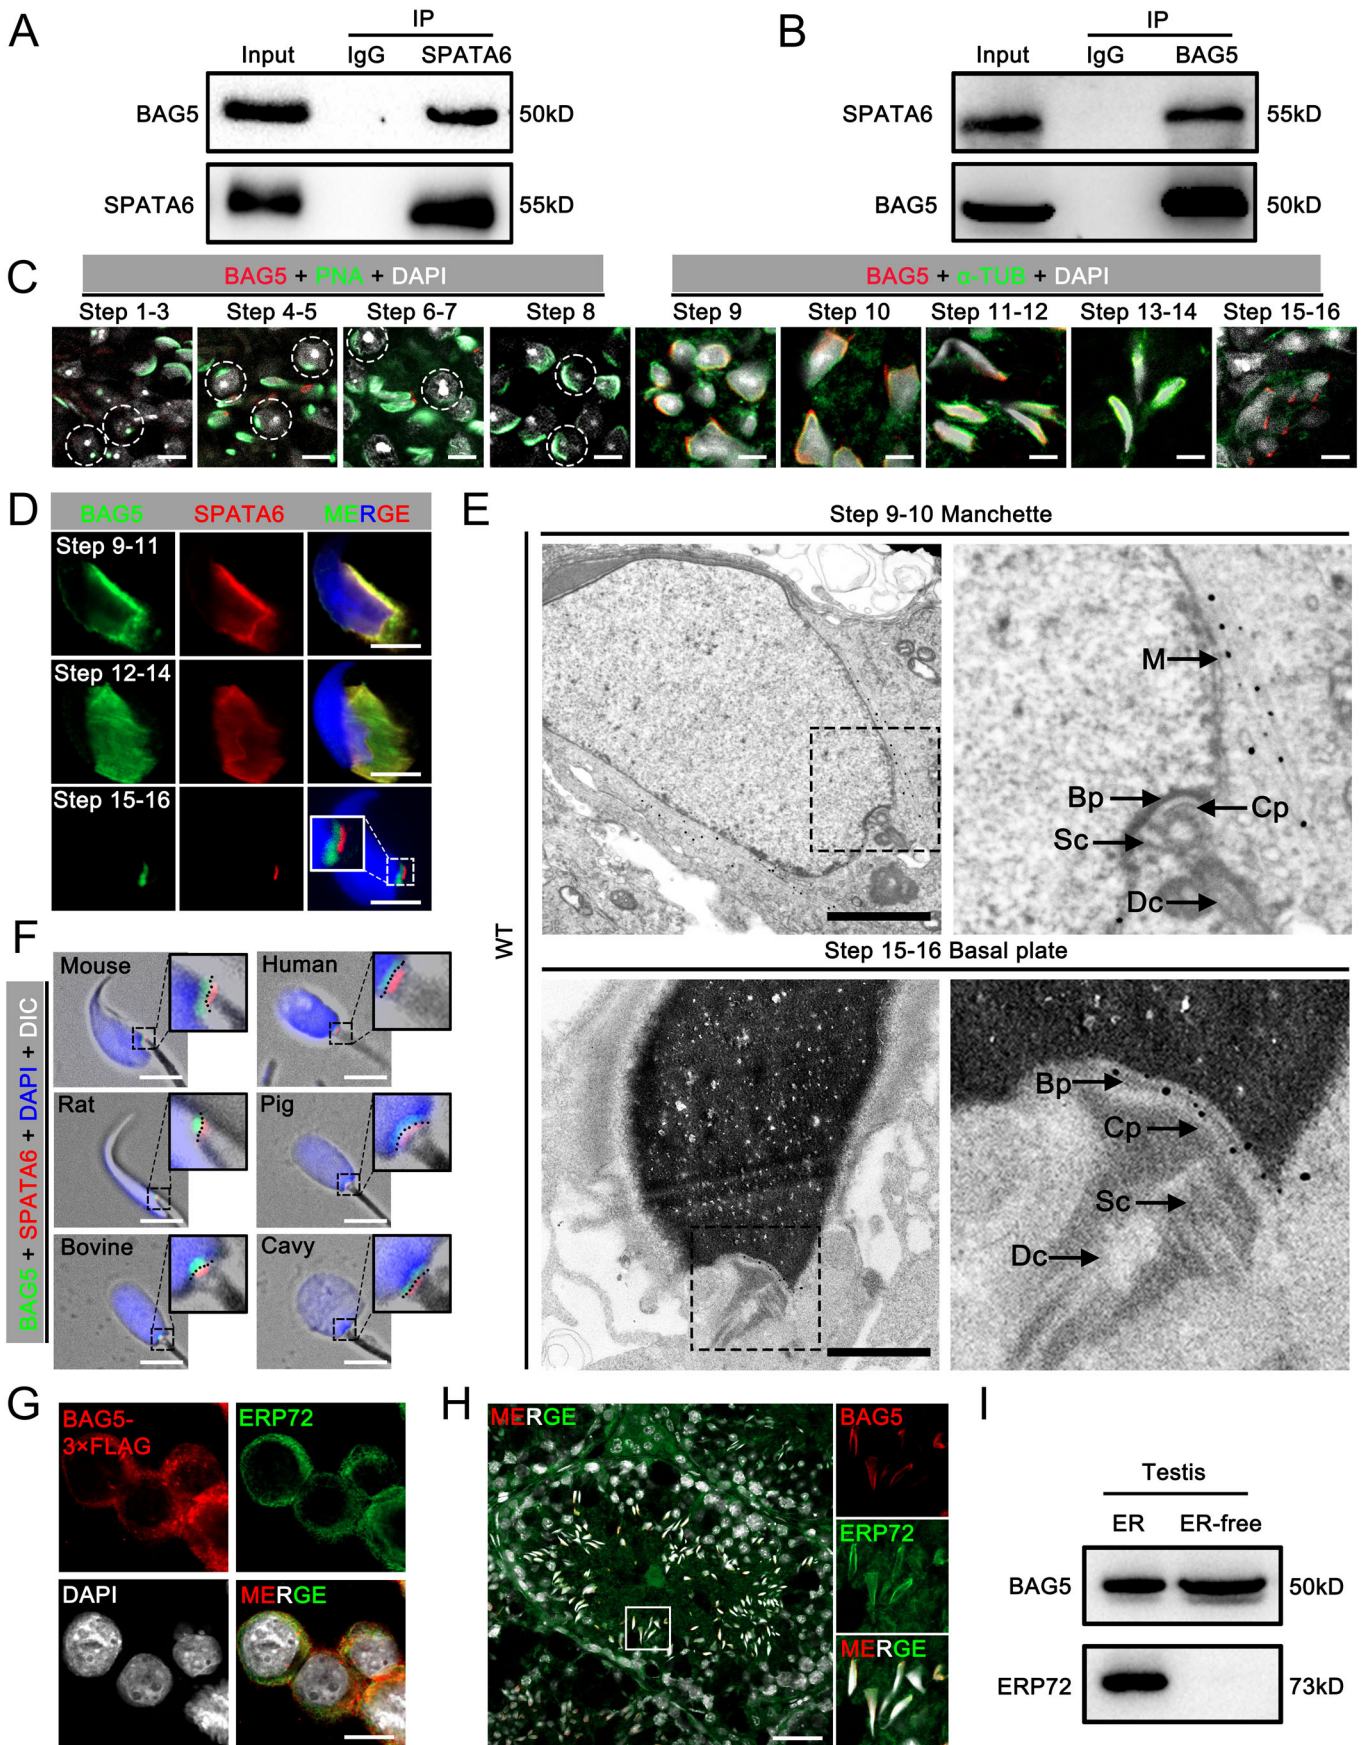 A
IP
Input IgG SPATA6
BAG5 50kD
SPATA6 55kD
B
IP
Input IgG BAG5
SPATA6 55kD
BAG5 50kD
C
BAG5 + PNA + DAPI
BAG5 + α-TUB + DAPI
Step 1-3 Step 4-5 Step 6-7 Step 8 Step 9 Step 10 Step 11-12 Step 13-14 Step 15-16
D
BAG5 SPATA6 MERGE
Step 9-11
Step 12-14
Step 15-16
E
WT
Step 9-10 Manchette
M
Bp
Cp
Sc
Dc
Step 15-16 Basal plate
Bp
Cp
Sc
Dc
F
BAG5 + SPATA6 + DAPI + DIC
Mouse Human
Rat Pig
Bovine Cavy
G
BAG5-
3×FLAG
ERP72
DAPI
MERGE
H
MERGE
BAG5
ERP72
MERGE
I
Testis
ER ER-free
BAG5 50kD
ERP72 73kD